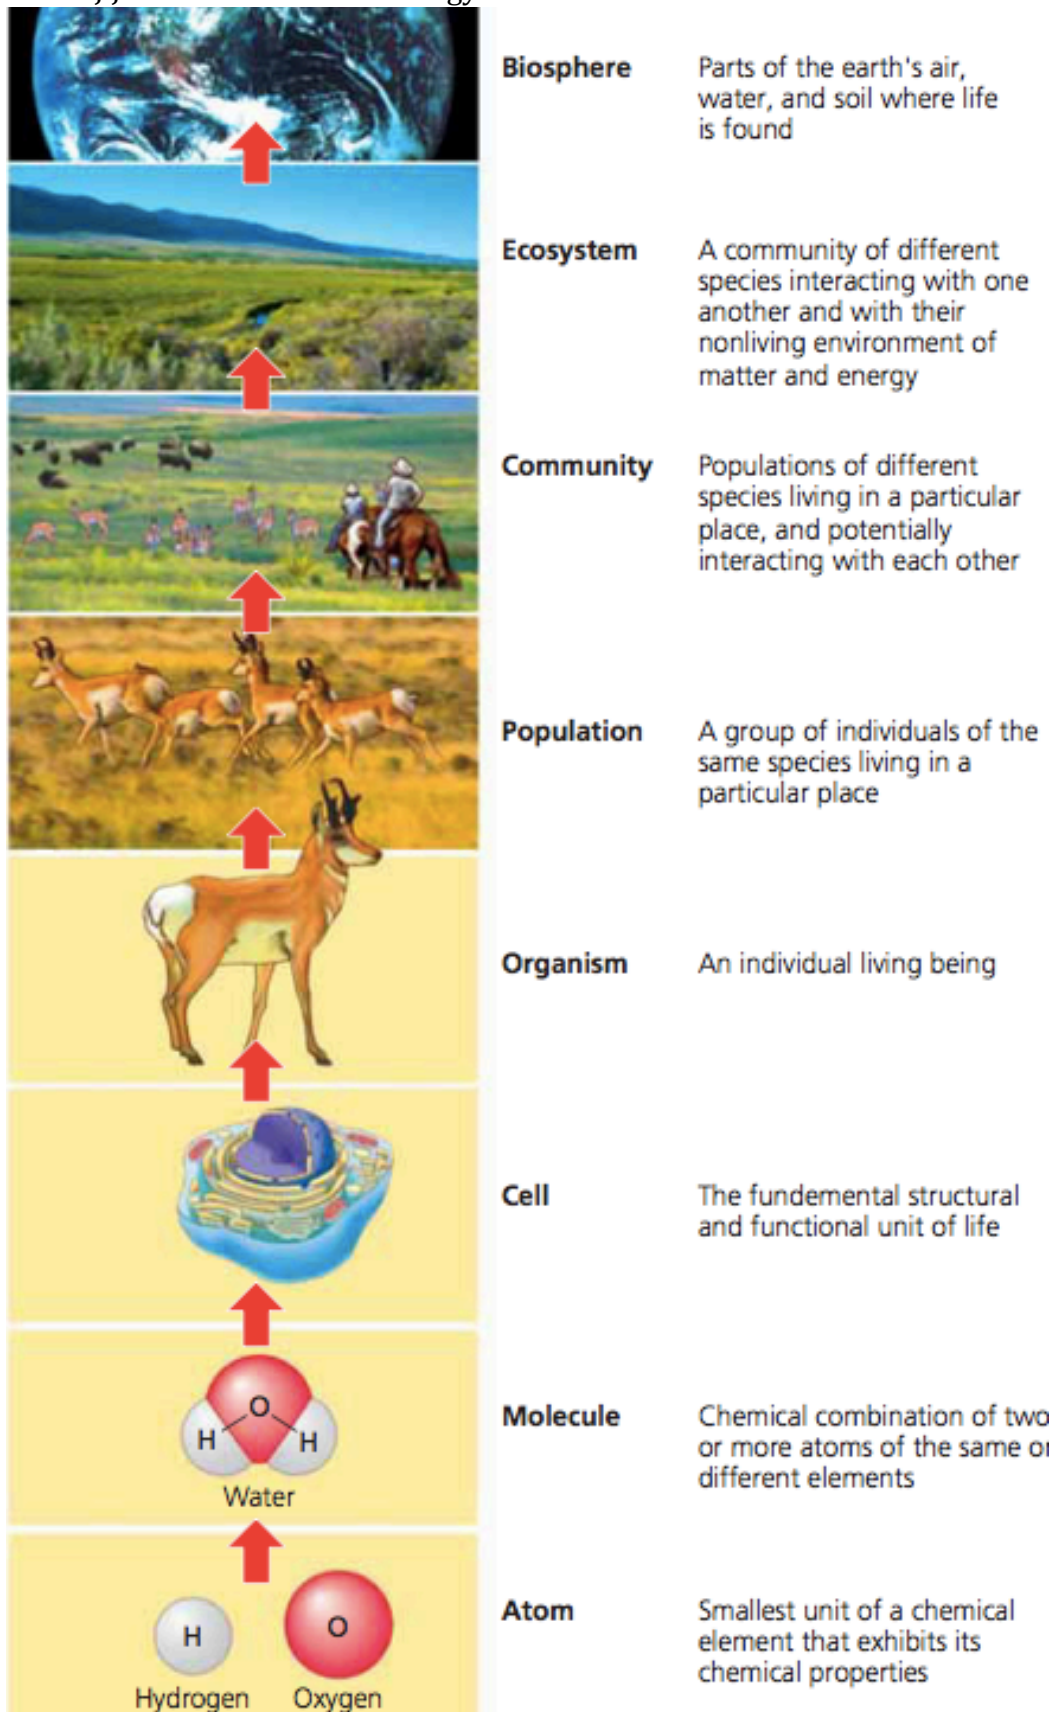 Biosphere
Parts of the earth's air,
water, and soil where life
is found
Ecosystem
A community of different
species interacting with one
another and with their
nonliving environment of
matter and energy
Community
Populations of different
species living in a particular
place, and potentially
interacting with each other
Population
A group of individuals of the
same species living in a
particular place
Organism
An individual living being
Cell
The fundemental structural
and functional unit of life
O
H
H
Water
Molecule
Chemical combination of two
or more atoms of the same or
different elements
H
O
Hydrogen
Oxygen
Atom
Smallest unit of a chemical
element that exhibits its
chemical properties